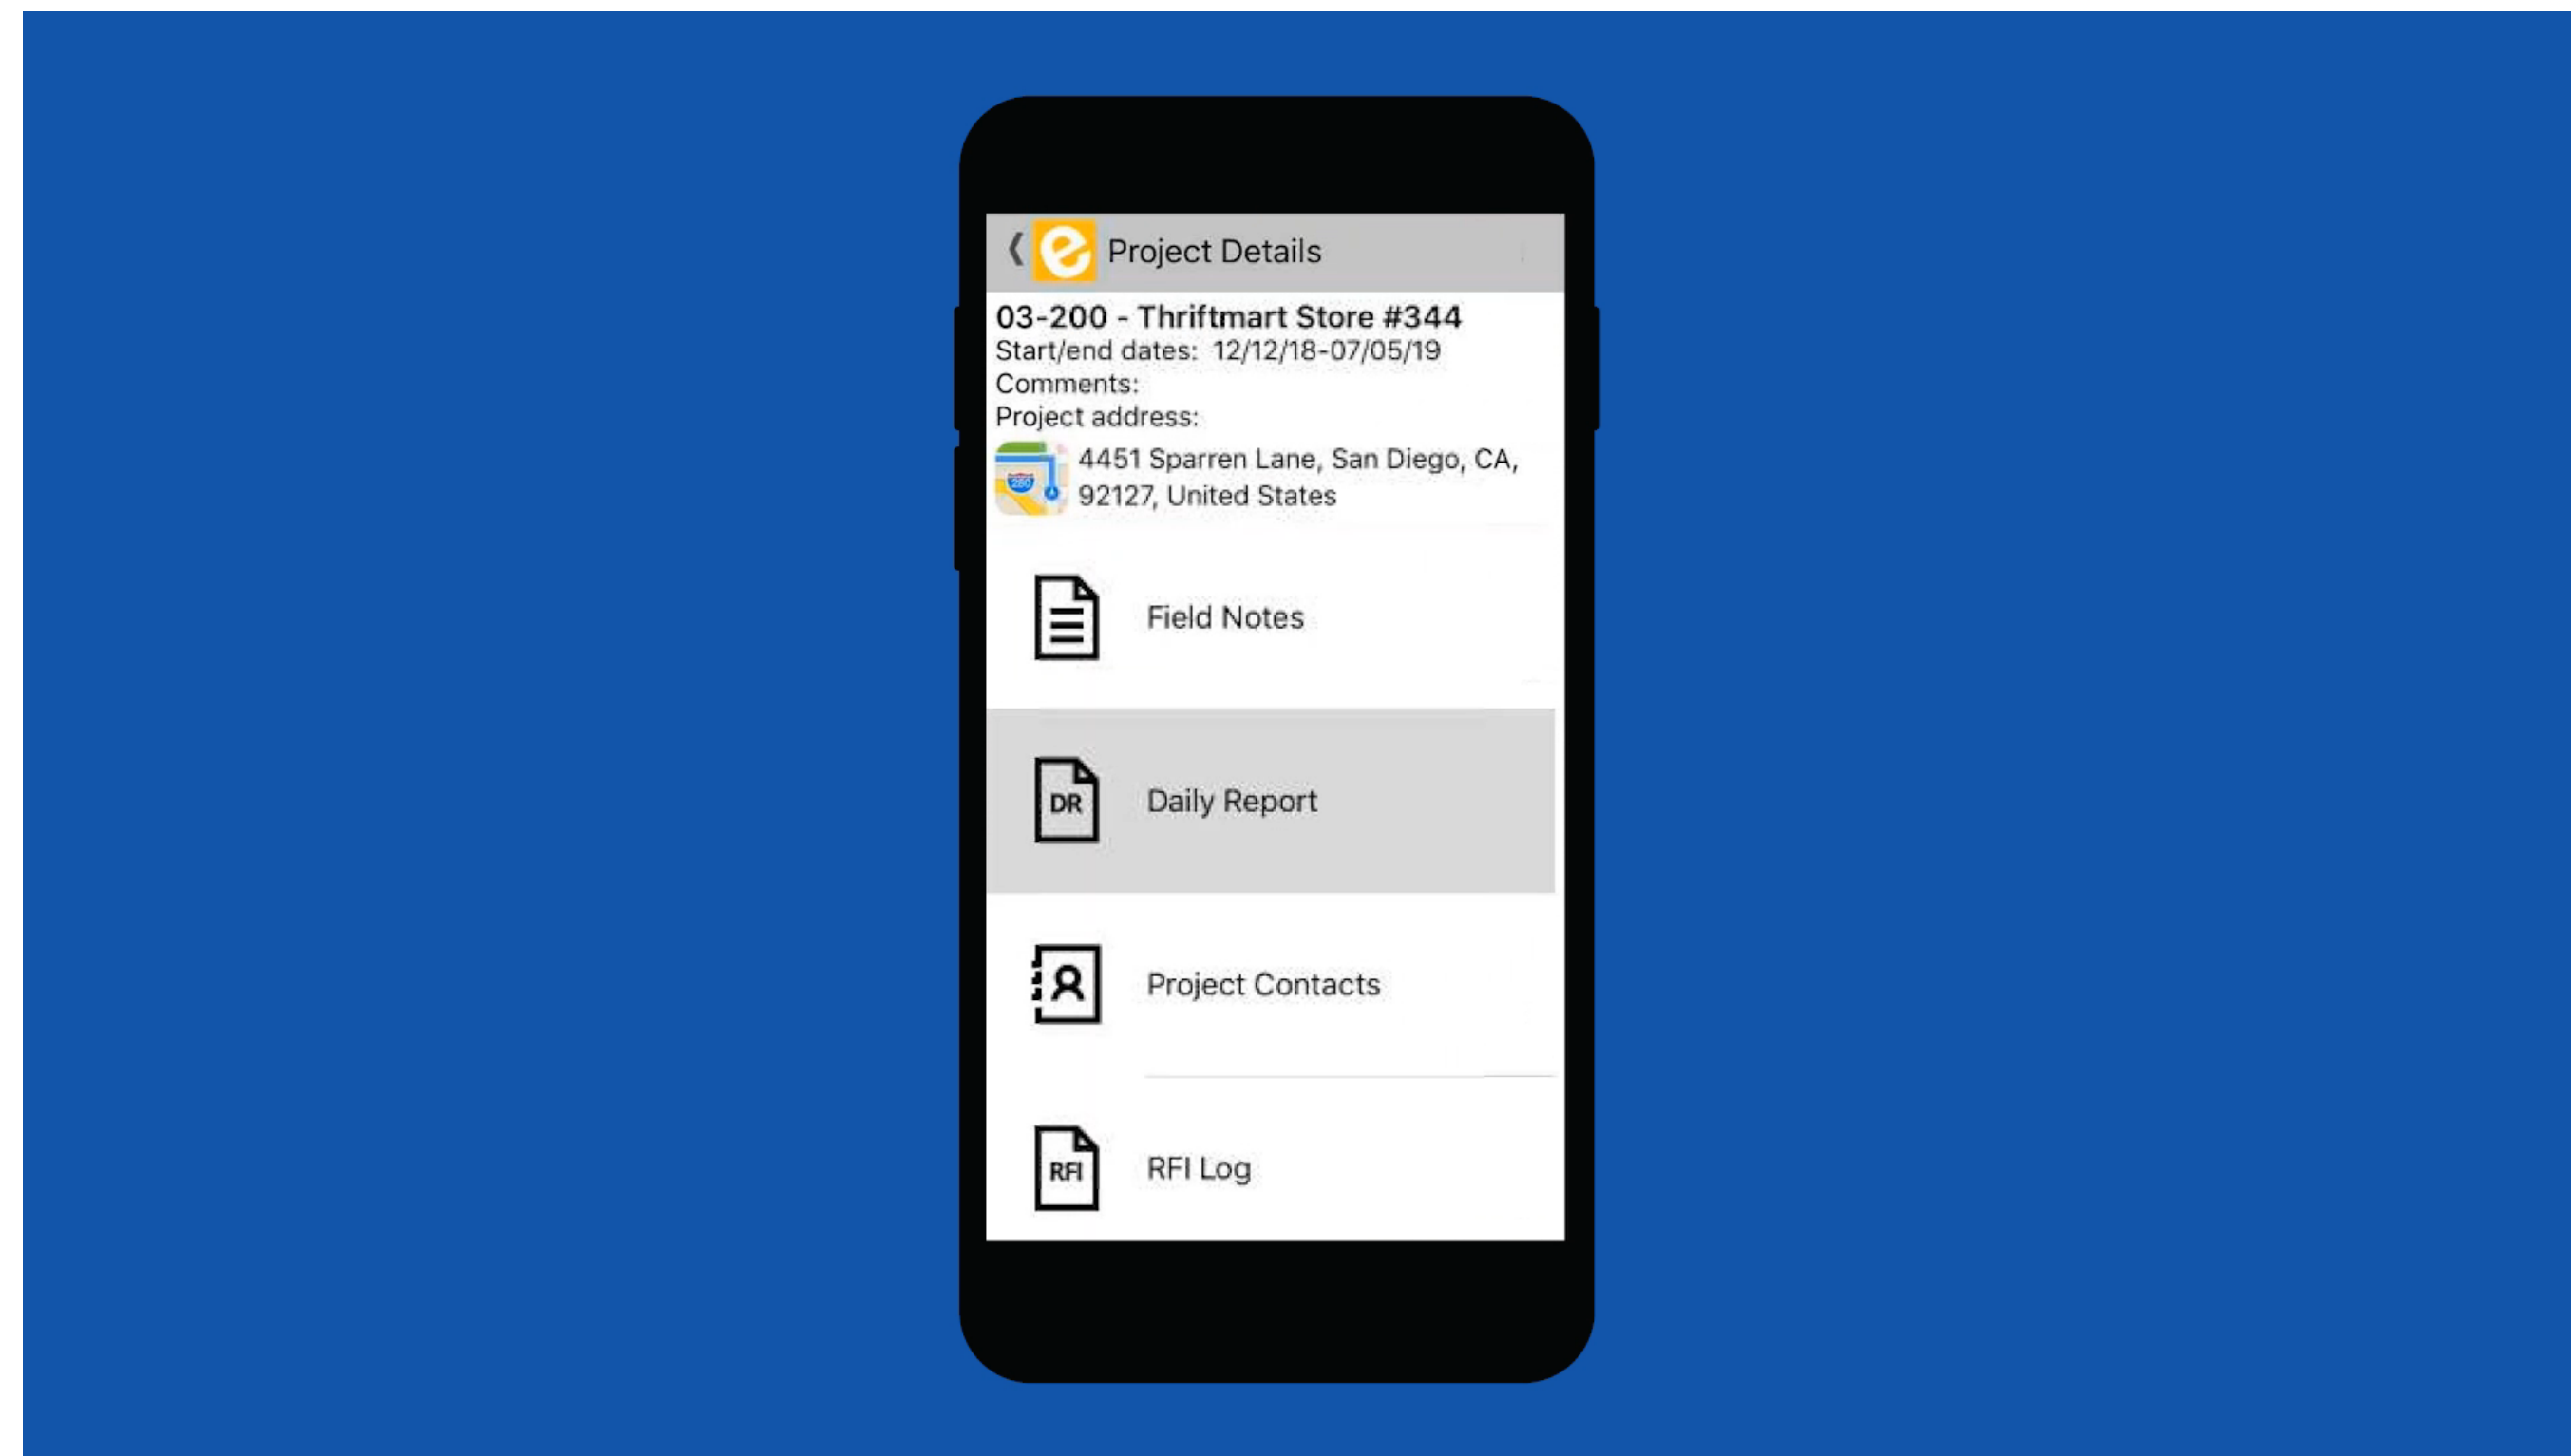 e Project Details
03-200 - Thriftmart Store #344
Start/end dates: 12/12/18-07/05/19
Comments:
Project address:
280
4451 Sparren Lane, San Diego, CA,
92127, United States
Field Notes
DR Daily Report
Project Contacts
RFI RFI Log